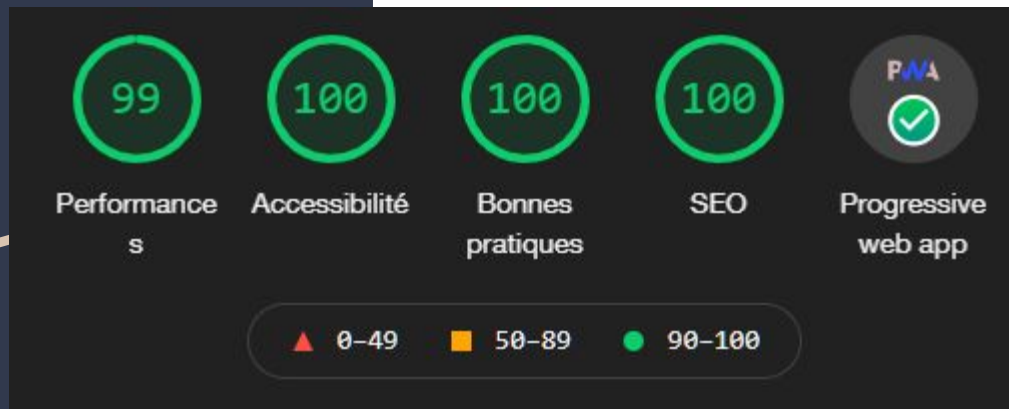 99
100
100
100
PWA
Performance
s
Accessibilité
Bonnes
pratiques
SEO
Progressive
web app
0–49
50–89
90–100